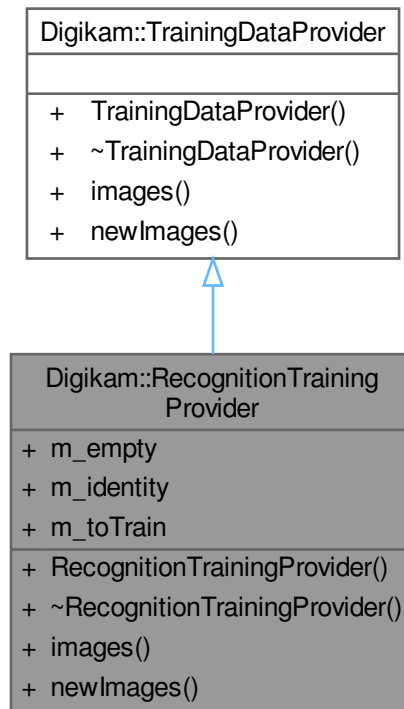 Digikam::TrainingDataProvider
+ TrainingDataProvider()
+ ~TrainingDataProvider()
+ images()
+ newImages()
Digikam::RecognitionTraining
Provider
+ m_empty
+ m_identity
+ m_toTrain
+ RecognitionTrainingProvider()
+ ~RecognitionTrainingProvider()
+ images()
+ newImages()